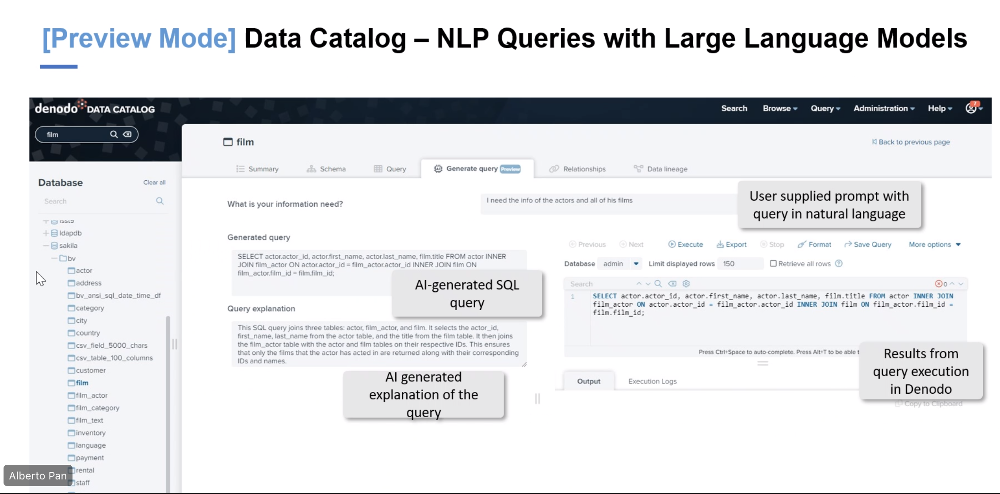 [Preview Mode] Data Catalog – NLP Queries with Large Language Models
denodo DATA CATALOG
Search Browse Query Administration Help 7
film
film
Back to previous page
Summary Schema Query Generate query Preview Relationships Data lineage
Database Clear all
Search
ldapdb
sakila
bv
actor
address
bv_ansi_sql_date_time_df
category
city
country
csv_field_5000_chars
csv_table_100_columns
customer
film
film_actor
film_category
film_text
inventory
language
payment
rental
staff
What is your information need?
I need the info of the actors and all of his films
User supplied prompt with
query in natural language
Generated query
SELECT actor.actor_id, actor.first_name, actor.last_name, film.title FROM actor INNER
JOIN film_actor ON actor.actor_id = film_actor.actor_id INNER JOIN film ON
film_actor.film_id = film.film_id;
AI-generated SQL
query
Query explanation
This SQL query joins three tables: actor, film_actor, and film. It selects the actor_id,
first_name, last_name from the actor table, and the title from the film table. It then joins
the film_actor table with the actor and film tables on their respective IDs. This ensures
that only the films that the actor has acted in are returned along with their corresponding
IDs and names.
AI generated
explanation of the
query
Previous Next Execute Export Stop Format Save Query More options
Database admin Limit displayed rows 150 Retrieve all rows
Search 0
1 SELECT actor.actor_id, actor.first_name, actor.last_name, film.title FROM actor INNER JOIN
film_actor ON actor.actor_id = film_actor.actor_id INNER JOIN film ON film_actor.film_id =
film.film_id;
Press Ctrl+Space to auto-complete. Press Alt+T to be able t
Results from
query execution
in Denodo
Output Execution Logs
Copy to Clipboard
Alberto Pan